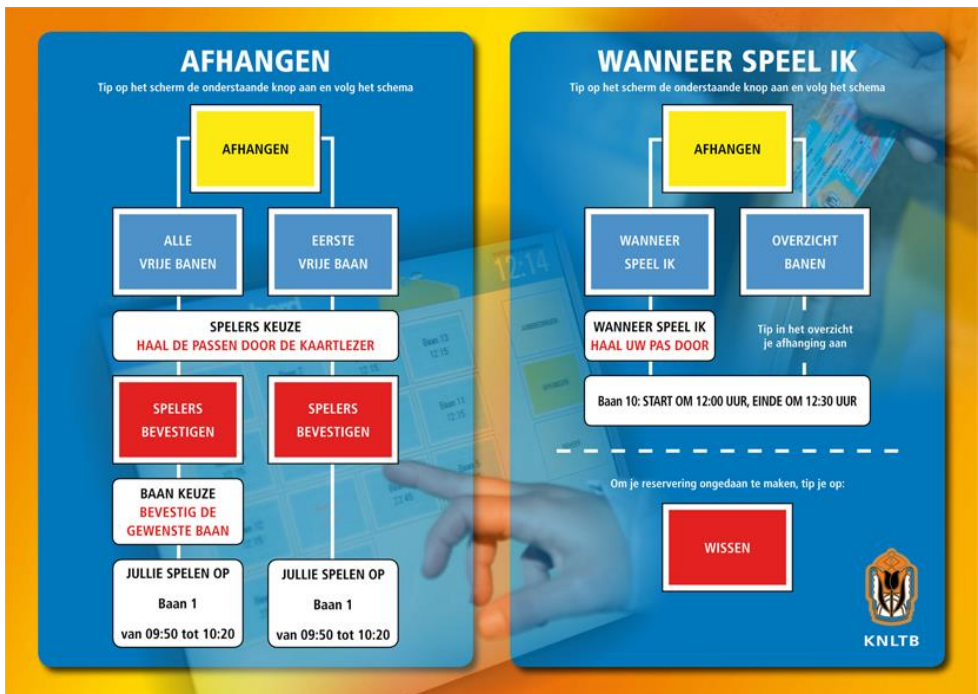 AFHANGEN
Tip op het scherm de onderstaande knop aan en volg het schema
AFHANGEN
ALLE
VRIJE BANEN
EERSTE
VRIJE BAAN
SPELERS KEUZE
HAAL DE PASSEN DOOR DE KAARTLEZER
SPELERS
BEVESTIGEN
SPELERS
BEVESTIGEN
BAAN KEUZE
BEVESTIG DE
GEWENSTE BAAN
JULLIE SPELEN OP
Baan 1
van 09:50 tot 10:20
JULLIE SPELEN OP
Baan 1
van 09:50 tot 10:20
WANNEER SPEEL IK
Tip op het scherm de onderstaande knop aan en volg het schema
AFHANGEN
WANNEER
SPEEL IK
OVERZICHT
BANEN
WANNEER SPEEL IK
HAAL UW PAS DOOR
Tip in het overzicht
je afhanging aan
Baan 10: START OM 12:00 UUR, EINDE OM 12:30 UUR
Om je reservering ongedaan te maken, tip je op:
WISSEN
KNLTB
12:14
Baan 13
12:15